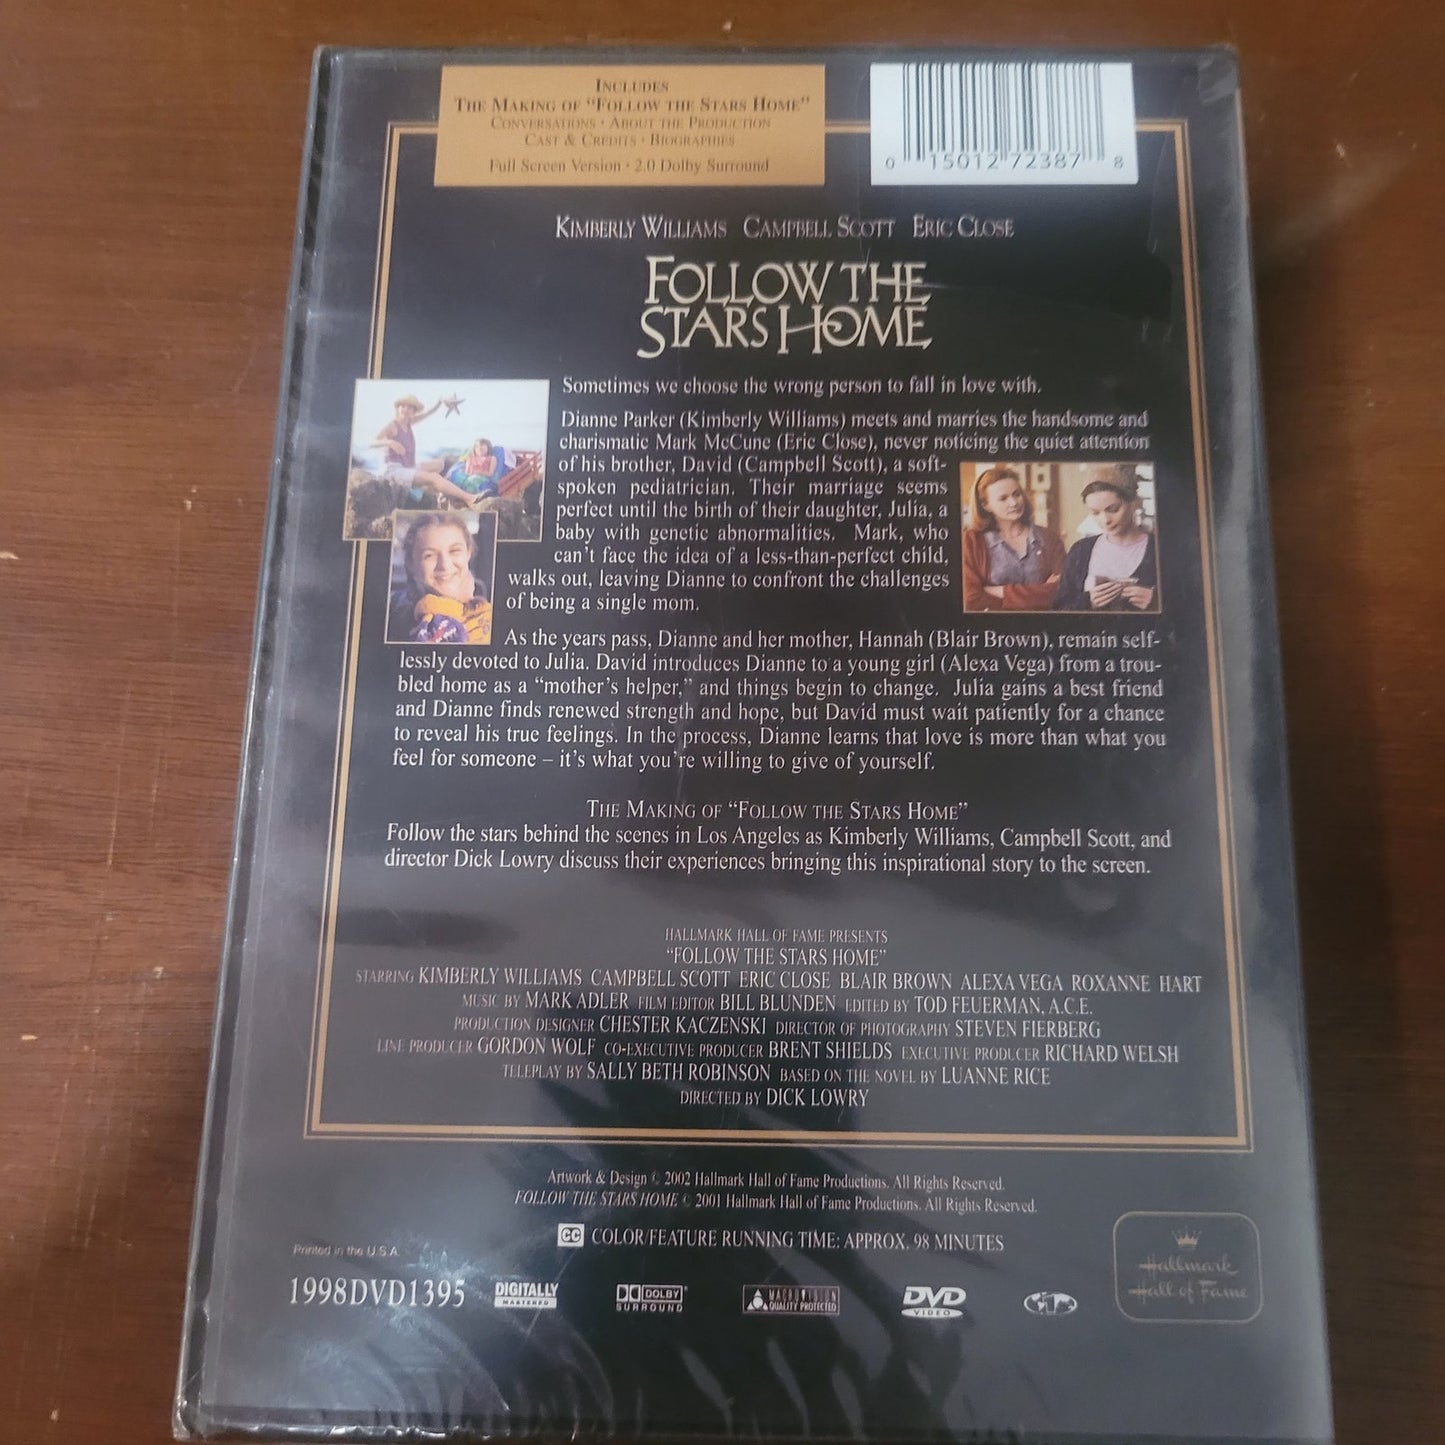 INCLUDES
THE MAKING OF “FOLLOW THE STARS HOME”
CONVERSATIONS · ABOUT THE PRODUCTION
CAST & CREDITS · BIOGRAPHIES
Full Screen Version · 2.0 Dolby Surround
0 15012 72387 8
KIMBERLY WILLIAMS CAMPBELL SCOTT ERIC CLOSE
FOLLOW THE
STARS HOME
Sometimes we choose the wrong person to fall in love with.
Dianne Parker (Kimberly Williams) meets and marries the handsome and
charismatic Mark McCune (Eric Close), never noticing the quiet attention
of his brother, David (Campbell Scott), a soft-
spoken pediatrician. Their marriage seems
perfect until the birth of their daughter, Julia, a
baby with genetic abnormalities. Mark, who
can’t face the idea of a less-than-perfect child,
walks out, leaving Dianne to confront the challenges
of being a single mom.
As the years pass, Dianne and her mother, Hannah (Blair Brown), remain self-
lessly devoted to Julia. David introduces Dianne to a young girl (Alexa Vega) from a trou-
bled home as a “mother’s helper,” and things begin to change. Julia gains a best friend
and Dianne finds renewed strength and hope, but David must wait patiently for a chance
to reveal his true feelings. In the process, Dianne learns that love is more than what you
feel for someone – it’s what you’re willing to give of yourself.
THE MAKING OF “FOLLOW THE STARS HOME”
Follow the stars behind the scenes in Los Angeles as Kimberly Williams, Campbell Scott, and
director Dick Lowry discuss their experiences bringing this inspirational story to the screen.
HALLMARK HALL OF FAME PRESENTS
“FOLLOW THE STARS HOME”
STARRING KIMBERLY WILLIAMS CAMPBELL SCOTT ERIC CLOSE BLAIR BROWN ALEXA VEGA ROXANNE HART
MUSIC BY MARK ADLER FILM EDITOR BILL BLUNDEN EDITED BY TOD FEUERMAN, A.C.E.
PRODUCTION DESIGNER CHESTER KACZENSKI DIRECTOR OF PHOTOGRAPHY STEVEN FIERBERG
LINE PRODUCER GORDON WOLF CO-EXECUTIVE PRODUCER BRENT SHIELDS EXECUTIVE PRODUCER RICHARD WELSH
TELEPLAY BY SALLY BETH ROBINSON BASED ON THE NOVEL BY LUANNE RICE
DIRECTED BY DICK LOWRY
Artwork & Design © 2002 Hallmark Hall of Fame Productions. All Rights Reserved.
FOLLOW THE STARS HOME © 2001 Hallmark Hall of Fame Productions. All Rights Reserved.
CC COLOR/FEATURE RUNNING TIME: APPROX. 98 MINUTES
Printed in the U.S.A.
1998DVD1395
DIGITALLY
MASTERED
DOLBY
SURROUND
MACROVISION
QUALITY PROTECTED
DVD
VIDEO
Hallmark
Hall of Fame